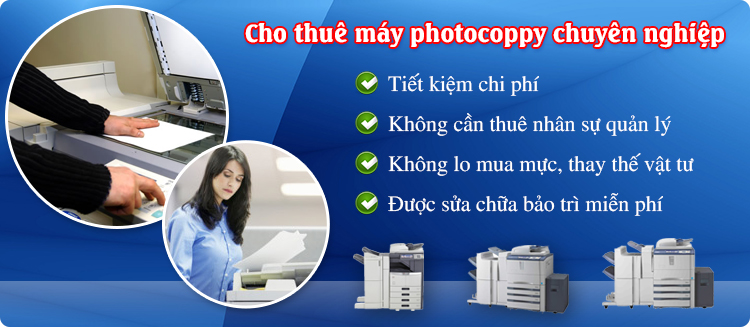 Cho thuê máy photocoppy chuyên nghiệp
Tiết kiệm chi phí
Không cần thuê nhân sự quản lý
Không lo mua mực, thay thế vật tư
Được sửa chữa bảo trì miễn phí